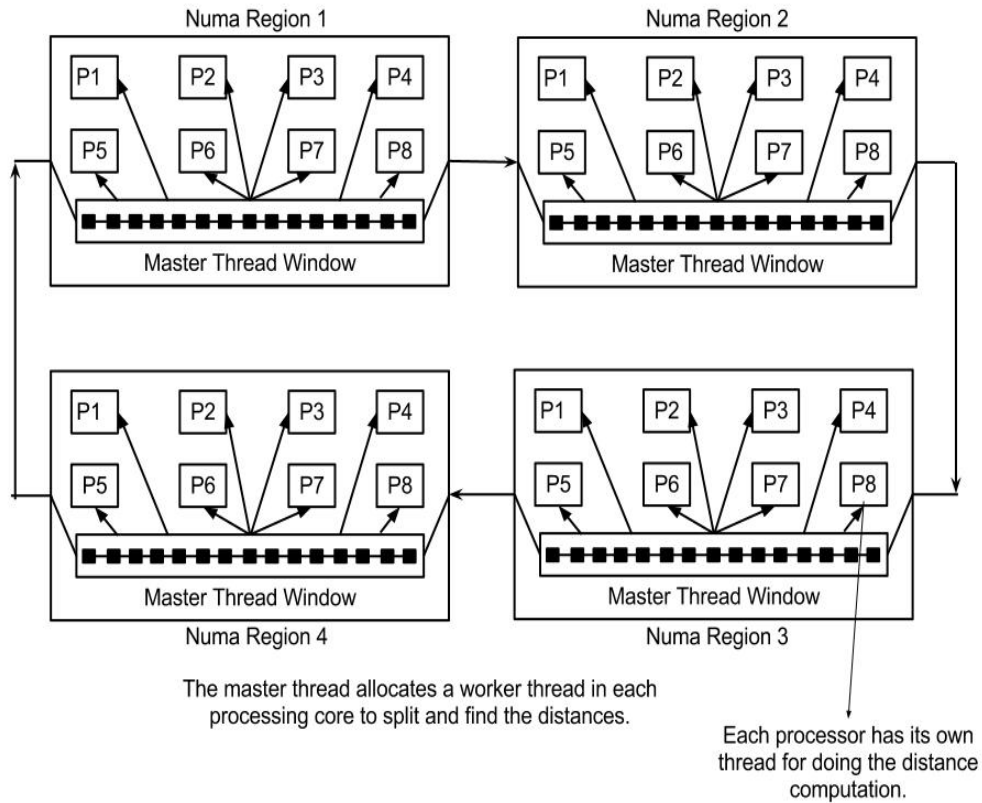 Numa Region 1
P1 P2 P3 P4
P5 P6 P7 P8
Master Thread Window
Numa Region 2
P1 P2 P3 P4
P5 P6 P7 P8
Master Thread Window
P1 P2 P3 P4
P5 P6 P7 P8
Master Thread Window
Numa Region 4
P1 P2 P3 P4
P5 P6 P7 P8
Master Thread Window
Numa Region 3
The master thread allocates a worker thread in each
processing core to split and find the distances.
Each processor has its own
thread for doing the distance
computation.